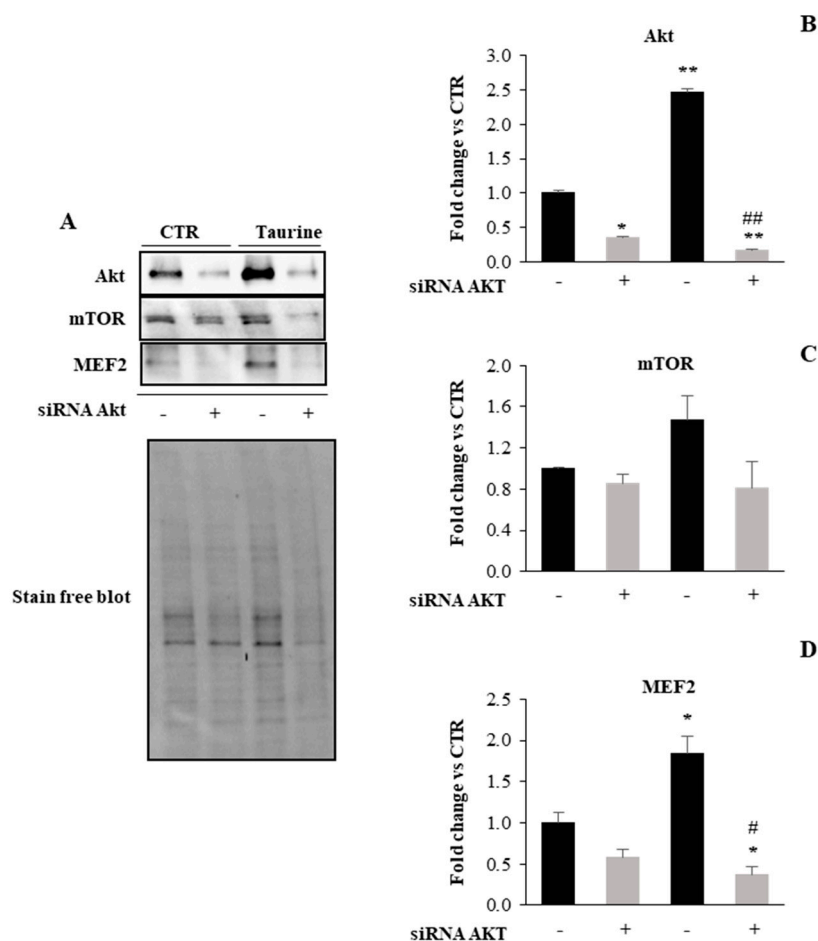 A
CTR Taurine
Akt
mTOR
MEF2
siRNA Akt - + - +
Stain free blot
B
Akt
Fold change vs CTR
3.0
2.5
2.0
1.5
1.0
0.5
0.0
*
**
##
**
siRNA AKT - + - +
C
mTOR
Fold change vs CTR
2.0
1.6
1.2
0.8
0.4
0.0
siRNA AKT - + - +
D
MEF2
Fold change vs CTR
2.5
2.0
1.5
1.0
0.5
0.0
*
#
*
siRNA AKT - + - +